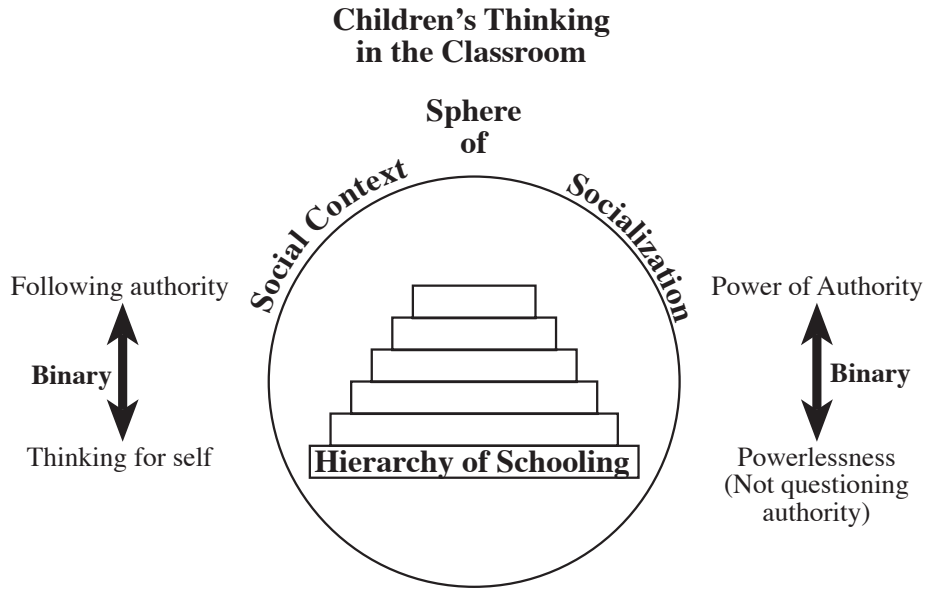 Children’s Thinking
in the Classroom
Sphere
of
Social Context
Socialization
Following authority
Binary
Thinking for self
Hierarchy of Schooling
Power of Authority
Binary
Powerlessness
(Not questioning
authority)